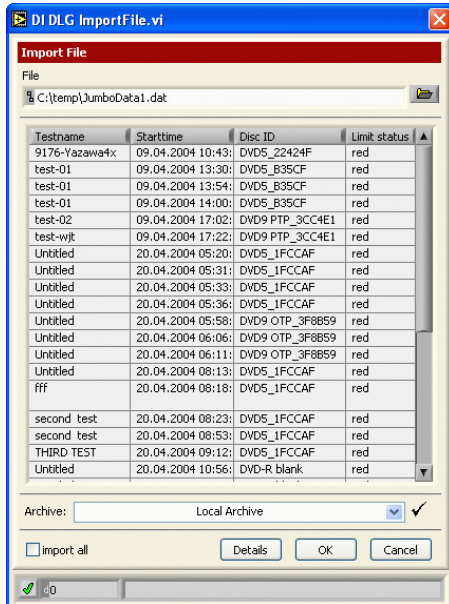 DI DLG ImportFile.vi
Import File
File
C:\temp\JumboData1.dat
Testname Starttime Disc ID Limit status
9176-Yazawa4x 09.04.2004 10:43: DVD5_22424F red
test-01 09.04.2004 13:30: DVD5_B35CF red
test-01 09.04.2004 13:54: DVD5_B35CF red
test-01 09.04.2004 14:00: DVD5_B35CF red
test-02 09.04.2004 17:02: DVD9 PTP_3CC4E1 red
test-wjt 09.04.2004 17:22: DVD9 PTP_3CC4E1 red
Untitled 20.04.2004 05:20: DVD5_1FCCAF red
Untitled 20.04.2004 05:31: DVD5_1FCCAF red
Untitled 20.04.2004 05:33: DVD5_1FCCAF red
Untitled 20.04.2004 05:36: DVD5_1FCCAF red
Untitled 20.04.2004 05:58: DVD9 OTP_3F8B59 red
Untitled 20.04.2004 06:06: DVD9 OTP_3F8B59 red
Untitled 20.04.2004 06:11: DVD9 OTP_3F8B59 red
Untitled 20.04.2004 08:13: DVD5_1FCCAF red
fff 20.04.2004 08:18: DVD5_1FCCAF red
second test 20.04.2004 08:23: DVD5_1FCCAF red
second test 20.04.2004 08:53: DVD5_1FCCAF red
THIRD TEST 20.04.2004 09:12: DVD5_1FCCAF red
Untitled 20.04.2004 10:56: DVD-R blank red
Archive: Local Archive
import all Details OK Cancel
d0